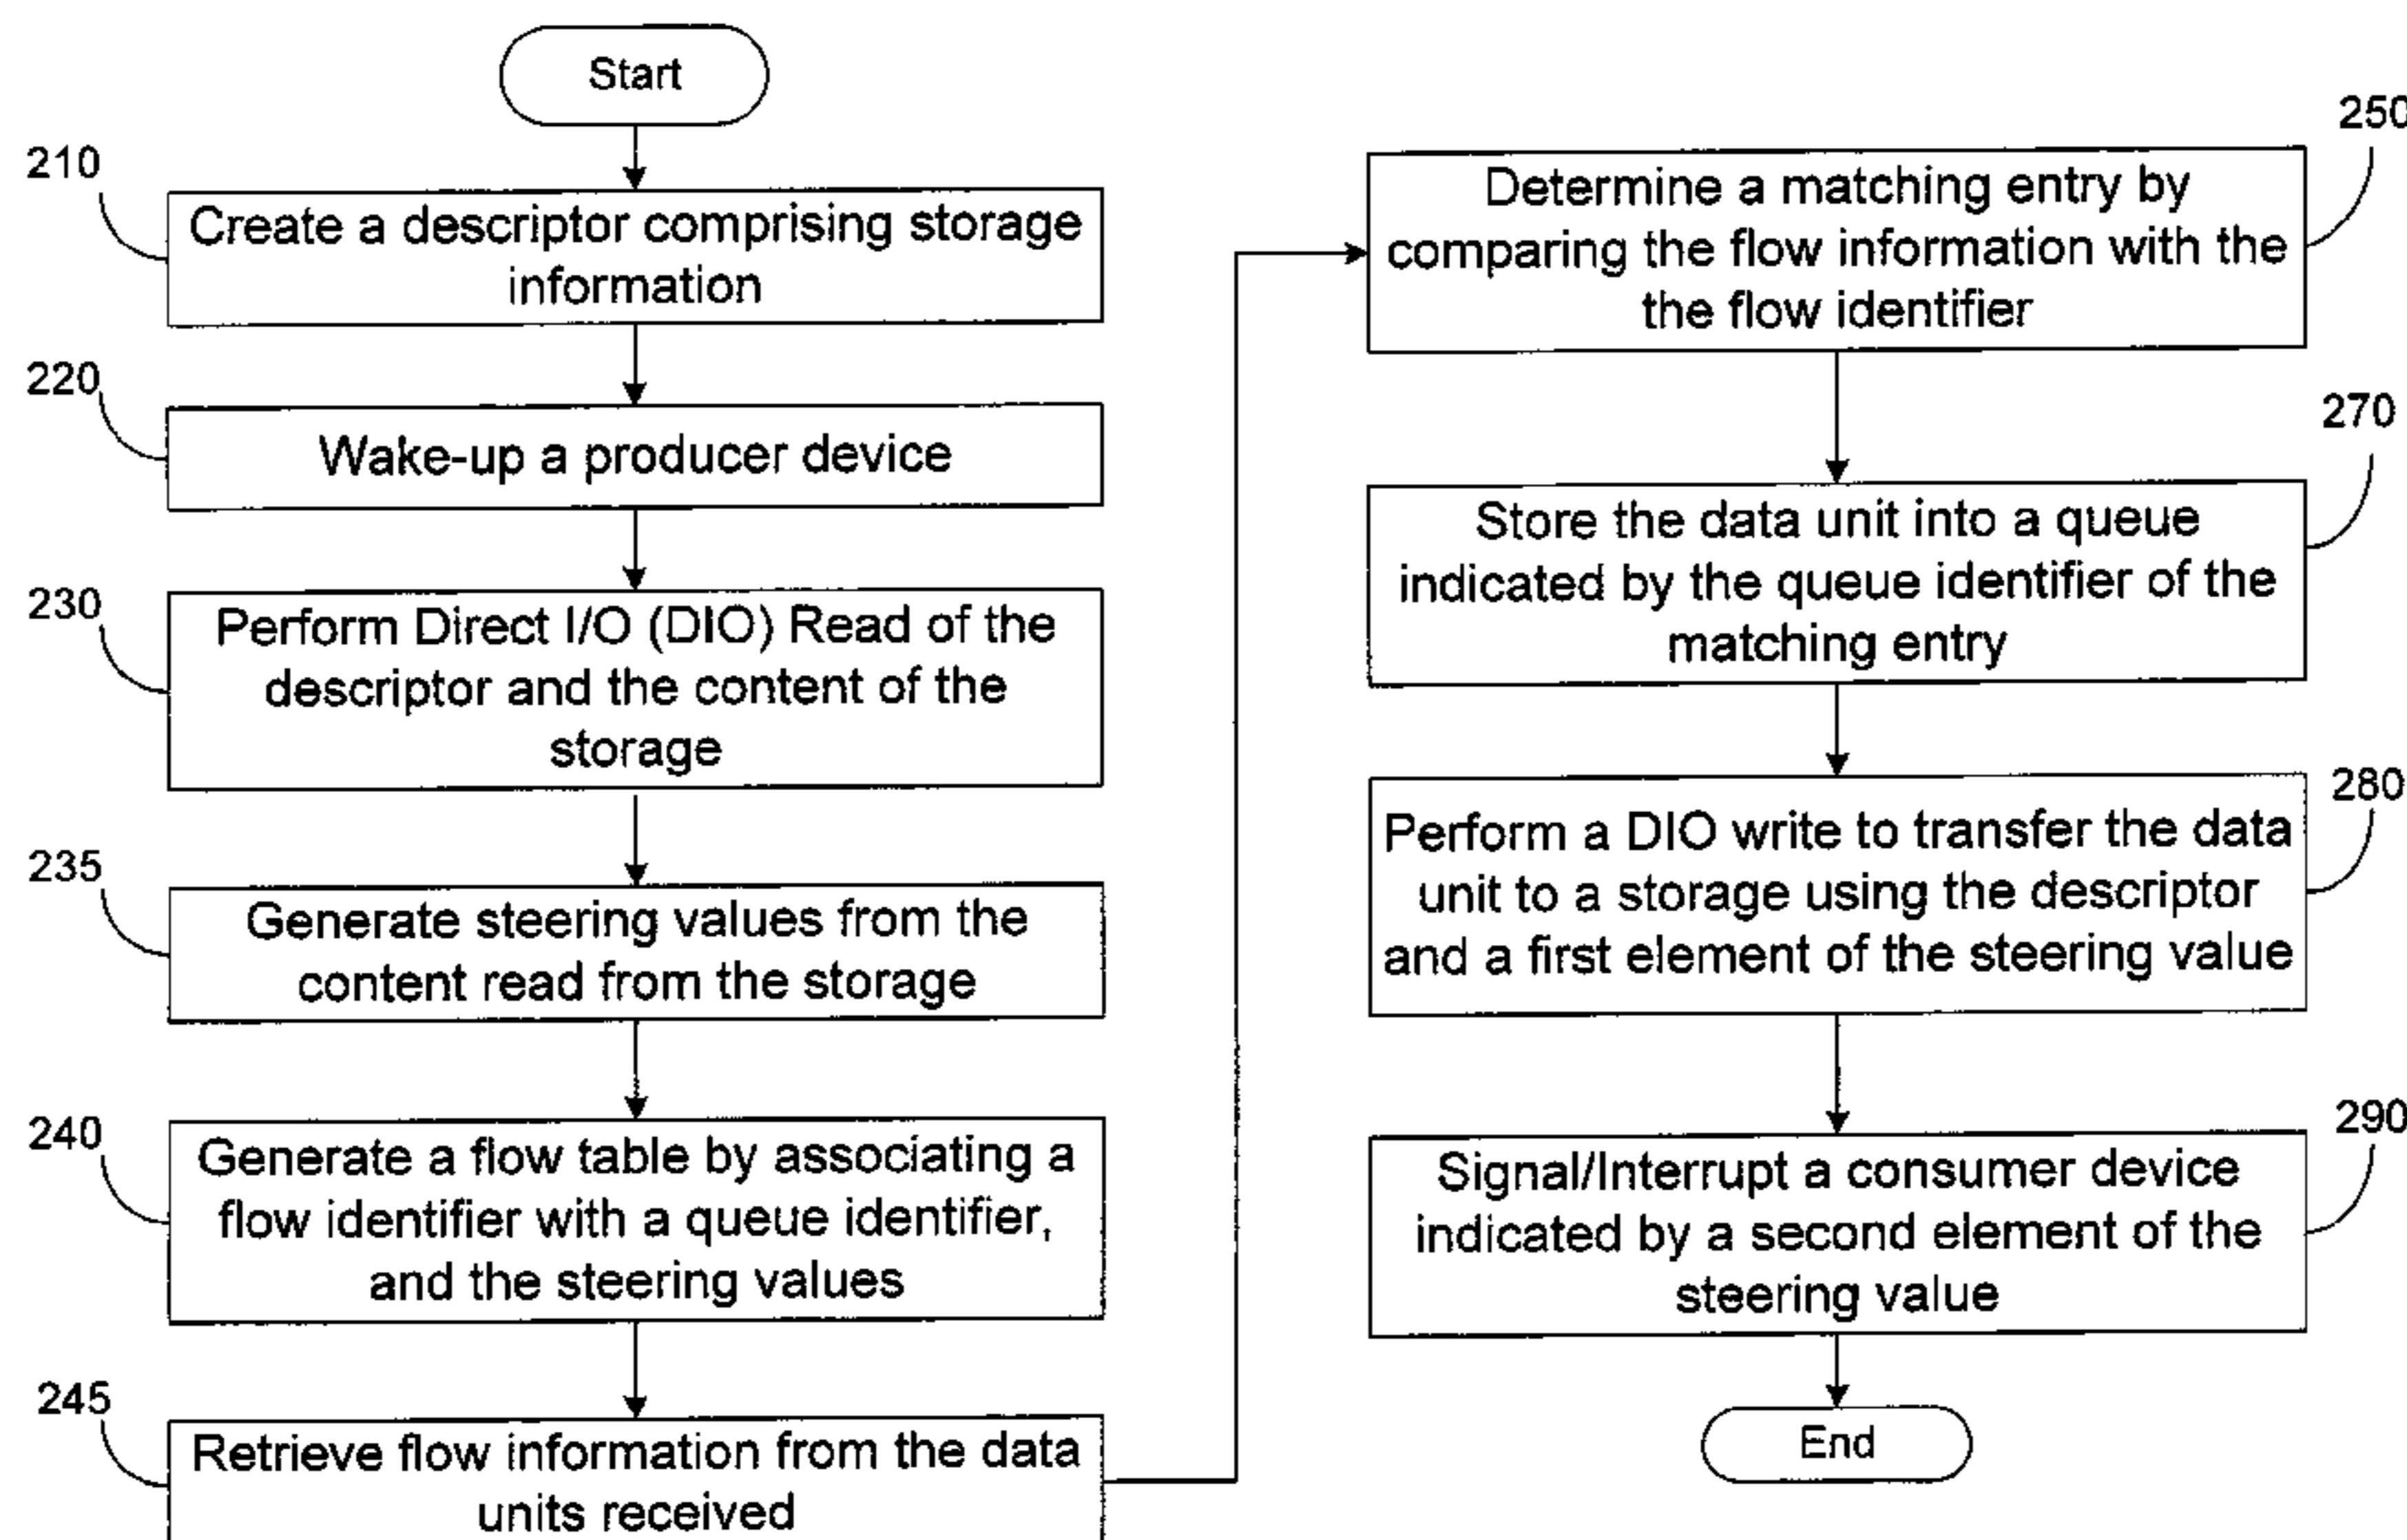 Start
210
Create a descriptor comprising storage
information
220
Wake-up a producer device
230
Perform Direct I/O (DIO) Read of the
descriptor and the content of the
storage
235
Generate steering values from the
content read from the storage
240
Generate a flow table by associating a
flow identifier with a queue identifier,
and the steering values
245
Retrieve flow information from the data
units received
250
Determine a matching entry by
comparing the flow information with the
the flow identifier
270
Store the data unit into a queue
indicated by the queue identifier of the
matching entry
280
Perform a DIO write to transfer the data
unit to a storage using the descriptor
and a first element of the steering value
290
Signal/Interrupt a consumer device
indicated by a second element of the
steering value
End